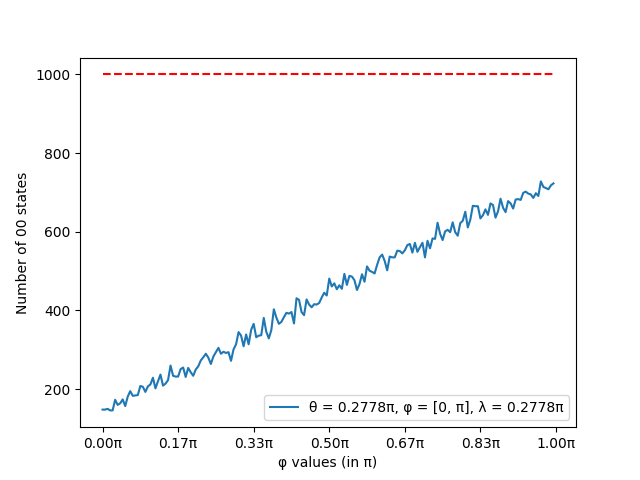 1000
800
600
400
200
Number of 00 states
θ = 0.2778π, φ = [0, π], λ = 0.2778π
0.00π 0.17π 0.33π 0.50π 0.67π 0.83π 1.00π
φ values (in π)